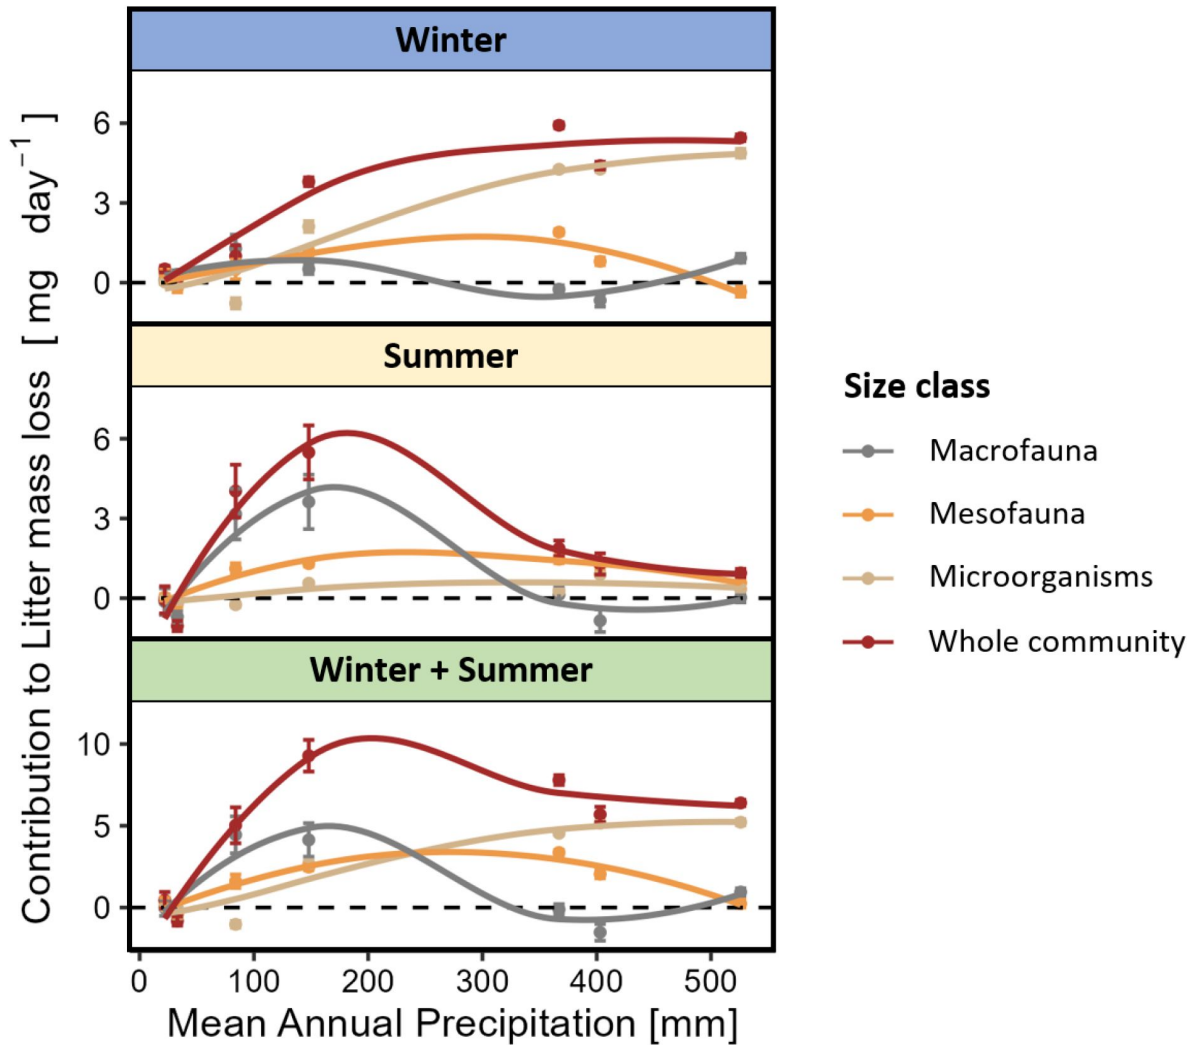 Winter
6
3
0
Summer
6
3
0
Winter + Summer
10
5
0
0 100 200 300 400 500
Mean Annual Precipitation [mm]
Contribution to Litter mass loss [ mg day⁻¹ ]
Size class
Macrofauna
Mesofauna
Microorganisms
Whole community